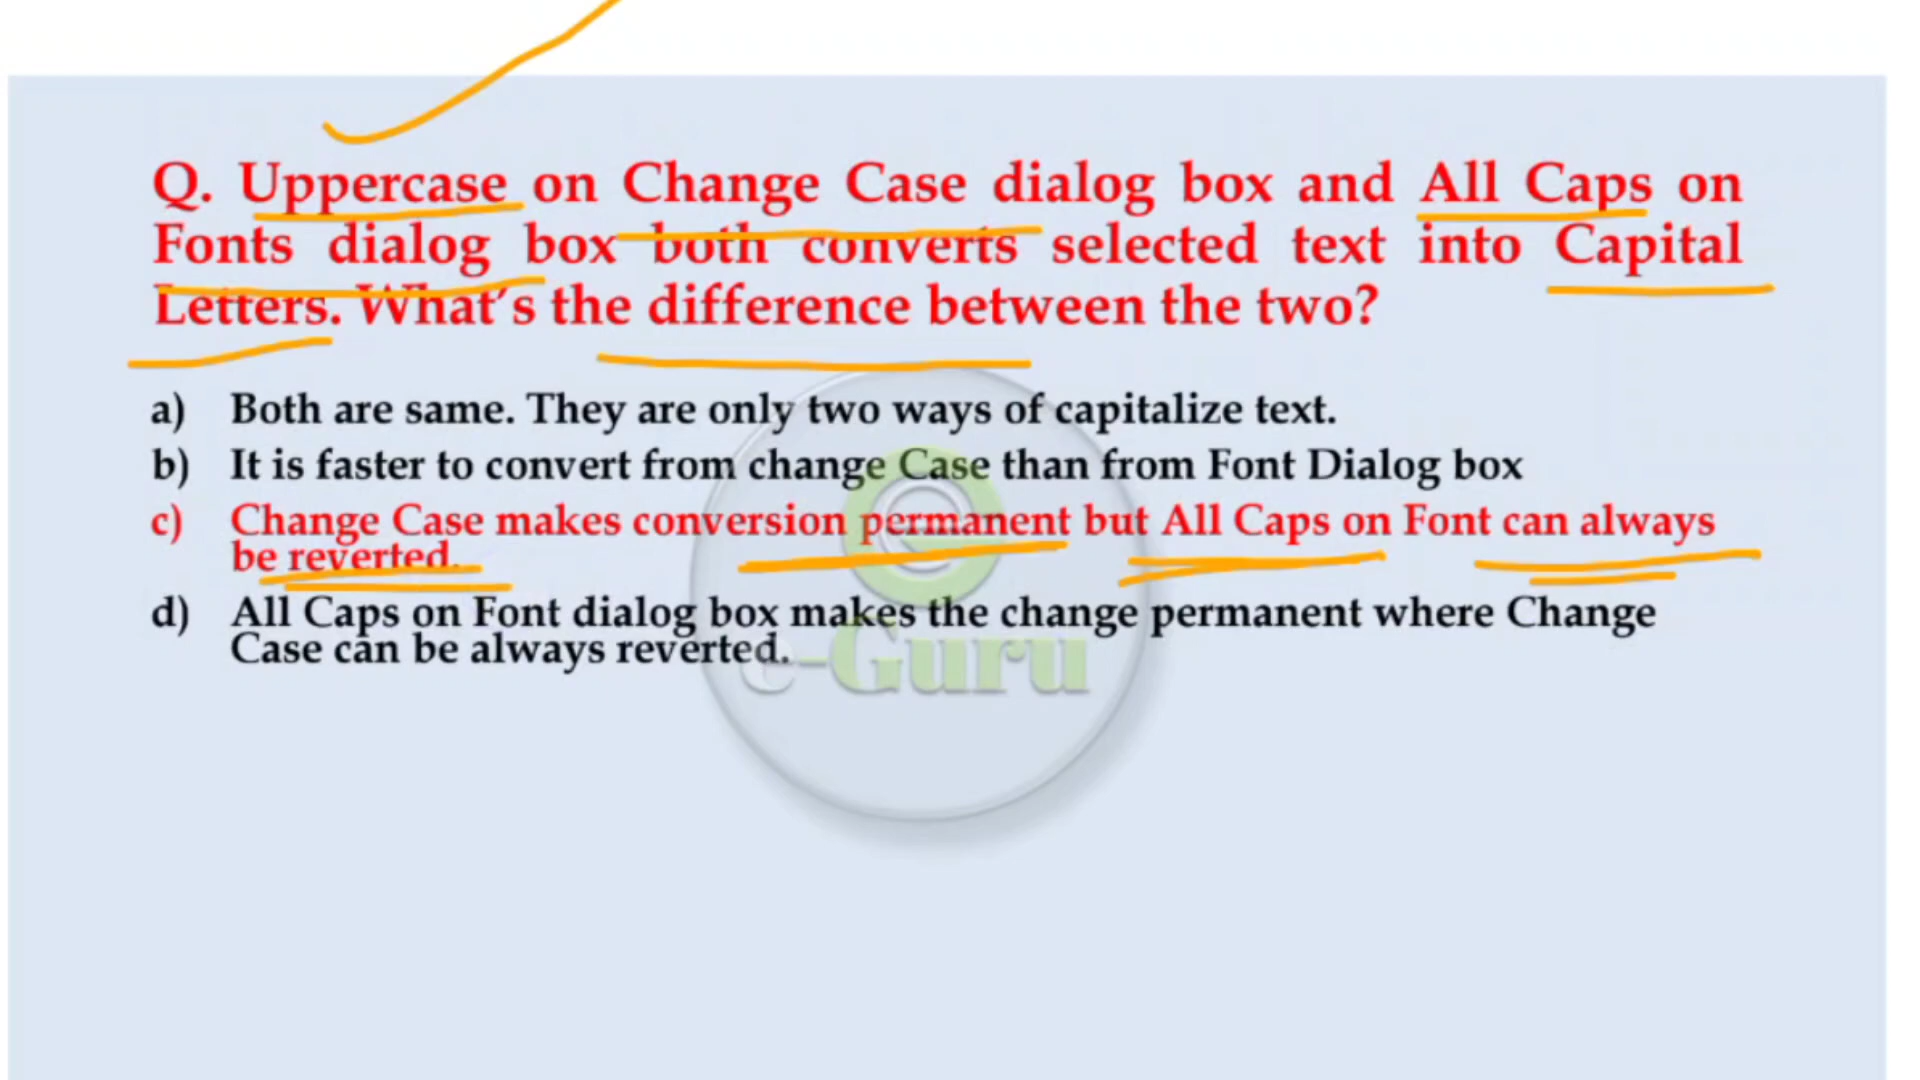 Q. Uppercase on Change Case dialog box and All Caps on
Fonts dialog box both converts selected text into Capital
Letters. What's the difference between the two?
a) Both are same. They are only two ways of capitalize text.
b) It is faster to convert from change Case than from Font Dialog box
c) Change Case makes conversion permanent but All Caps on Font can always
be reverted.
d) All Caps on Font dialog box makes the change permanent where Change
Case can be always reverted.
e-Guru